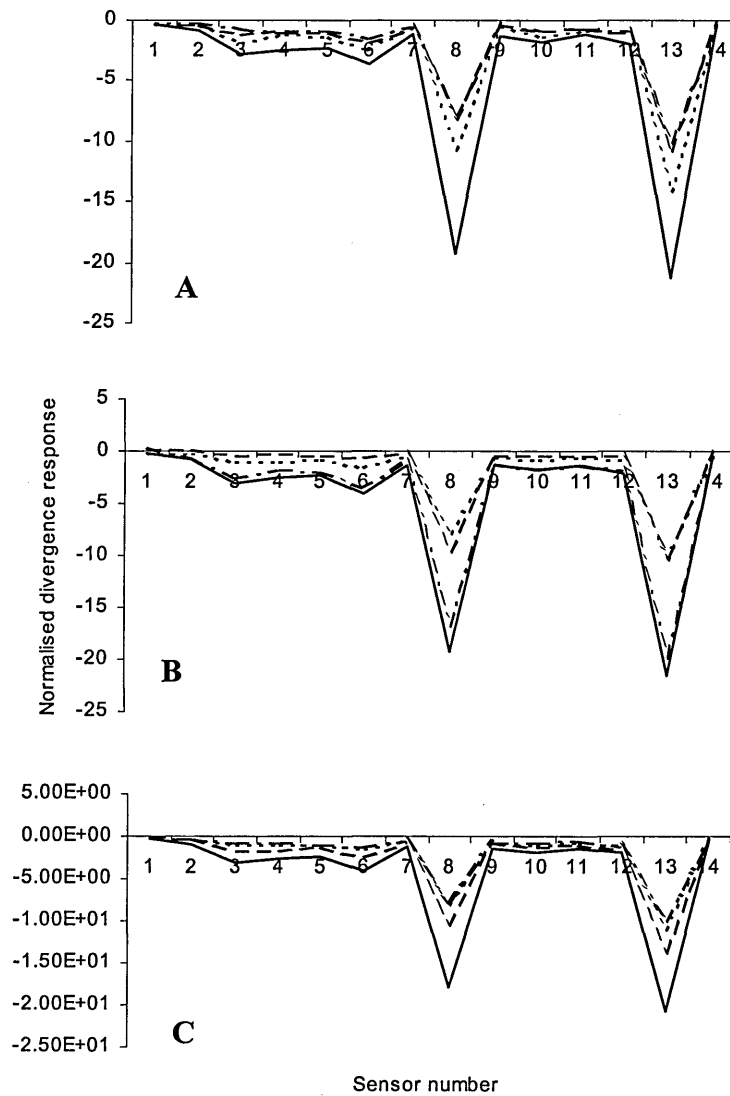 0
1 2 3 4 5 6 7 8 9 10 11 12 13 14
-5
-10
-15
-20
-25
A
5
0
1 2 3 4 5 6 7 8 9 10 11 12 13 14
-5
-10
-15
-20
-25
B
Normalised divergence response
5.00E+00
0.00E+00
1 2 3 4 5 6 7 8 9 10 11 12 13 14
-5.00E+00
-1.00E+01
-1.50E+01
-2.00E+01
-2.50E+01
C
Sensor number